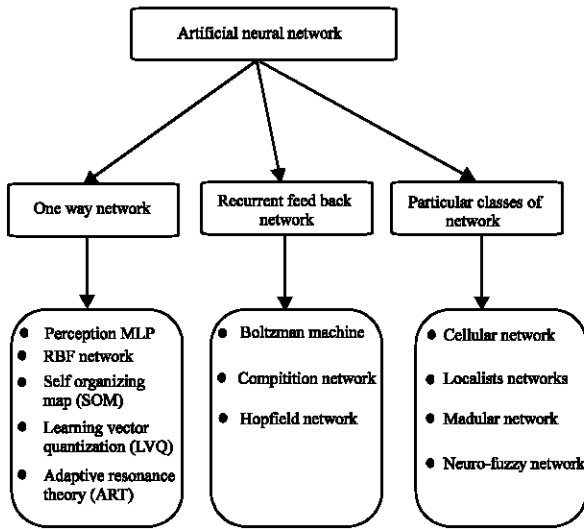 Artificial neural network
One way network
Recurrent feed back
network
Particular classes of
network
Perception MLP
RBF network
Self organizing
map (SOM)
Learning vector
quantization (LVQ)
Adaptive resonance
theory (ART)
Boltzman machine
Compitition network
Hopfield network
Cellular network
Localists networks
Madular network
Neuro-fuzzy network